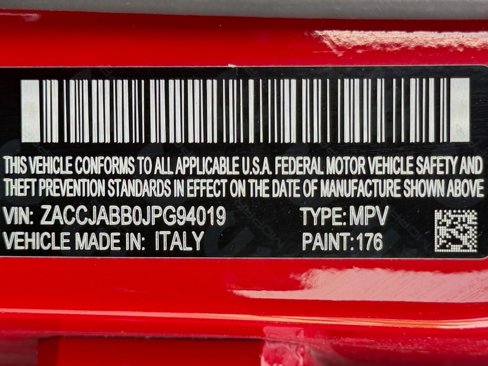 THIS VEHICLE CONFORMS TO ALL APPLICABLE U.S.A. FEDERAL MOTOR VEHICLE SAFETY AND
THEFT PREVENTION STANDARDS IN EFFECT ON THE DATE OF MANUFACTURE SHOWN ABOVE
VIN: ZACCJABB0JPG94019 TYPE: MPV
VEHICLE MADE IN: ITALY PAINT: 176